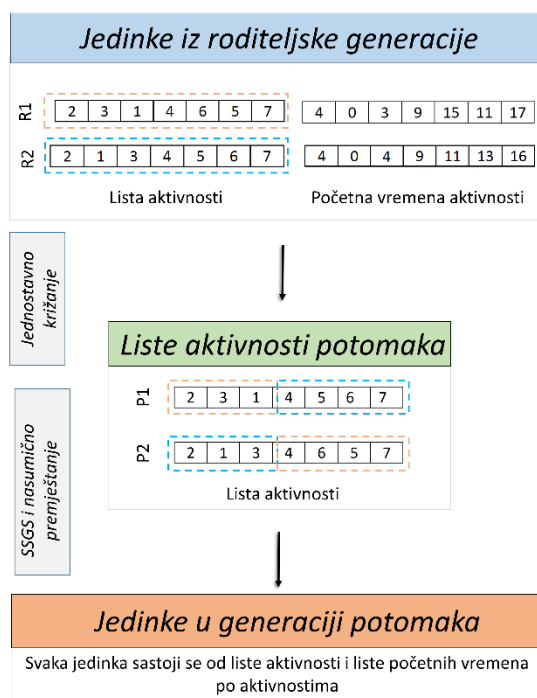 Jedinke iz roditeljske generacije
R1 2 3 1 4 6 5 7 4 0 3 9 15 11 17
R2 2 1 3 4 5 6 7 4 0 4 9 11 13 16
Lista aktivnosti Početna vremena aktivnosti
Jednostavno
križanje
Liste aktivnosti potomaka
P1 2 3 1 4 5 6 7
P2 2 1 3 4 6 5 7
Lista aktivnosti
SSGS i nasumično
premještanje
Jedinke u generaciji potomaka
Svaka jedinka sastoji se od liste aktivnosti i liste početnih vremena
po aktivnostima